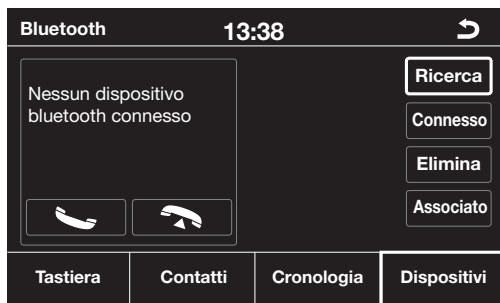 Bluetooth 13:38
Nessun dispositivo
bluetooth connesso
Ricerca
Connesso
Elimina
Associato
Tastiera Contatti Cronologia Dispositivi